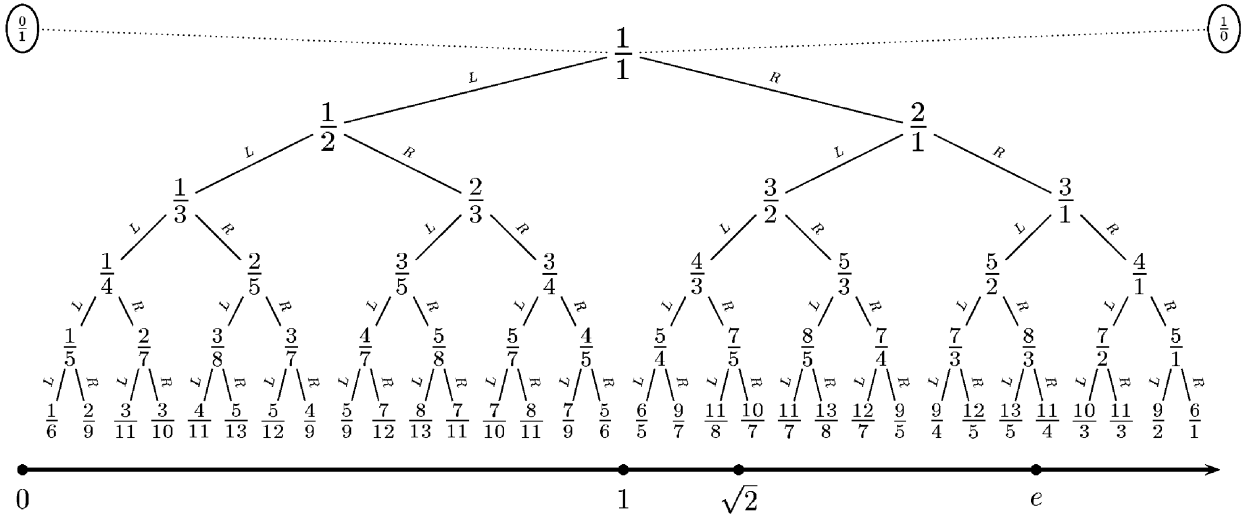 0/1 1/1 1/0
L R
1/2 2/1
L R L R
1/3 2/3 3/2 3/1
L R L R L R L R
1/4 2/5 3/5 3/4 4/3 5/3 5/2 4/1
L R L R L R L R L R L R L R L R
1/5 2/7 3/8 3/7 4/7 5/8 5/7 4/5 5/4 7/5 8/5 7/4 7/3 8/3 7/2 5/1
L R L R L R L R L R L R L R L R L R L R L R L R L R L R L R L R
1/6 2/9 3/11 3/10 4/11 5/13 5/12 4/9 5/9 7/12 8/13 7/11 7/10 8/11 7/9 5/6 6/5 9/7 11/8 10/7 11/7 13/8 12/7 9/5 9/4 12/5 13/5 11/4 10/3 11/3 9/2 6/1
0 1 √2 e